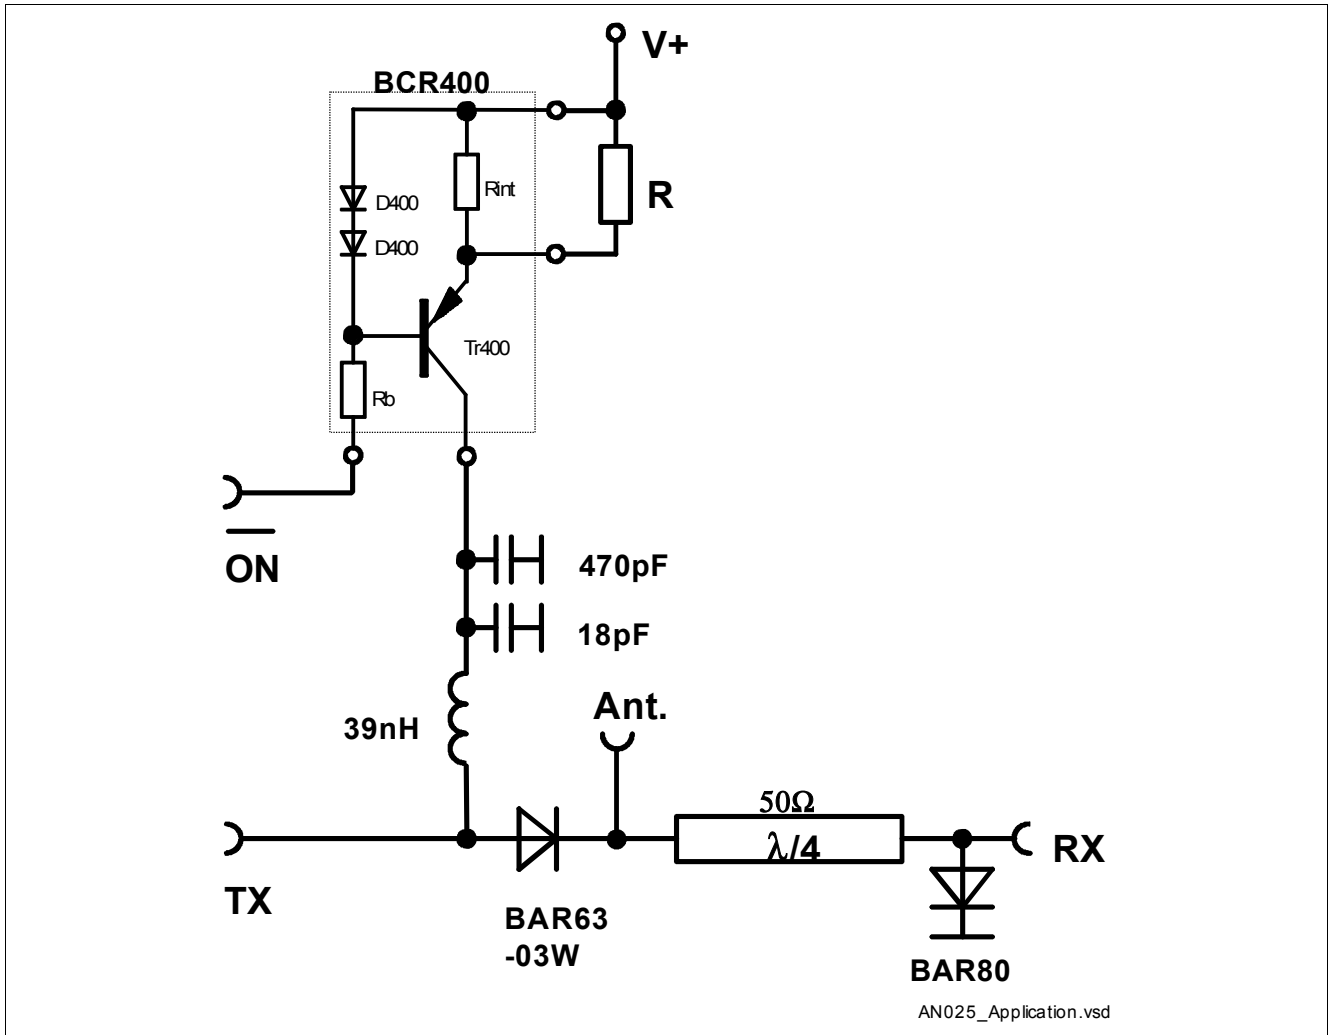 V+
BCR400
Rint
R
D400
D400
Tr400
Rb
ON
470pF
18pF
Ant.
39nH
50Ω
λ/4
RX
TX
BAR63
-03W
BAR80
AN025_Application.vsd